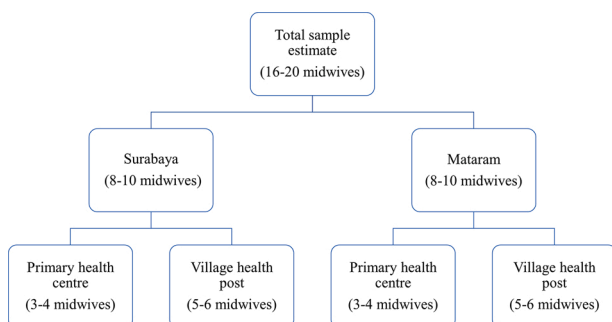 Total sample
estimate
(16-20 midwives)
Surabaya
(8-10 midwives)
Mataram
(8-10 midwives)
Primary health
centre
(3-4 midwives)
Village health
post
(5-6 midwives)
Primary health
centre
(3-4 midwives)
Village health
post
(5-6 midwives)